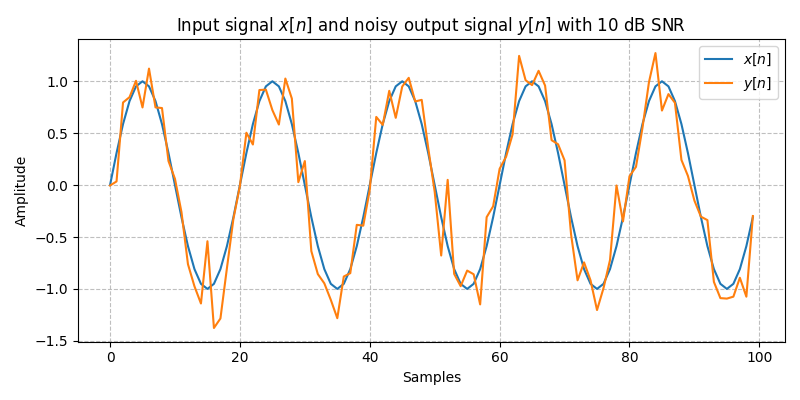 Input signal x[n] and noisy output signal y[n] with 10 dB SNR
x[n]
y[n]
1.0
0.5
0.0
−0.5
−1.0
−1.5
Amplitude
0 20 40 60 80 100
Samples